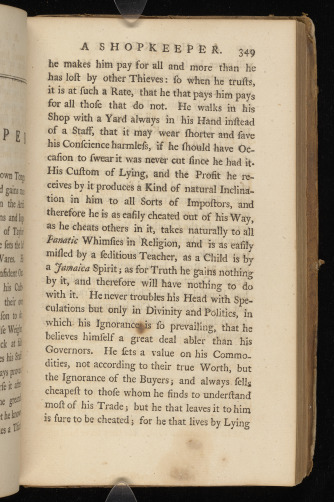 A SHOPKEEPER. 349
he makes him pay for all and more than he
has loſt by other Thieves: ſo when he truſts,
it is at ſuch a Rate, that he that pays him pays
for all thoſe that do not. He walks in his
Shop with a Yard always in his Hand inſtead
of a Staff, that it may wear ſhorter and ſave
his Conſcience harmleſs, if he ſhould have Oc-
caſion to ſwear it was never cut ſince he had it.
His Cuſtom of Lying, and the Profit he re-
ceives by it produces a Kind of natural Inclina-
tion in him to all Sorts of Impoſtors, and
therefore he is as eaſily cheated out of his Way,
as he cheats others in it, takes naturally to all
Fanatic Whimſies in Religion, and is as eaſily
miſled by a ſeditious Teacher, as a Child is by
a Jamaica Spirit; as for Truth he gains nothing
by it, and therefore will have nothing to do
with it. He never troubles his Head with Spe-
culations but only in Divinity and Politics, in
which his Ignorance is ſo prevailing, that he
believes himſelf a great deal abler than his
Governors. He ſets a value on his Commo-
dities, not according to their true Worth, but
the Ignorance of the Buyers; and always ſells
cheapeſt to thoſe whom he finds to underſtand
moſt of his Trade; but he that leaves it to him
is ſure to be cheated; for he that lives by Lying